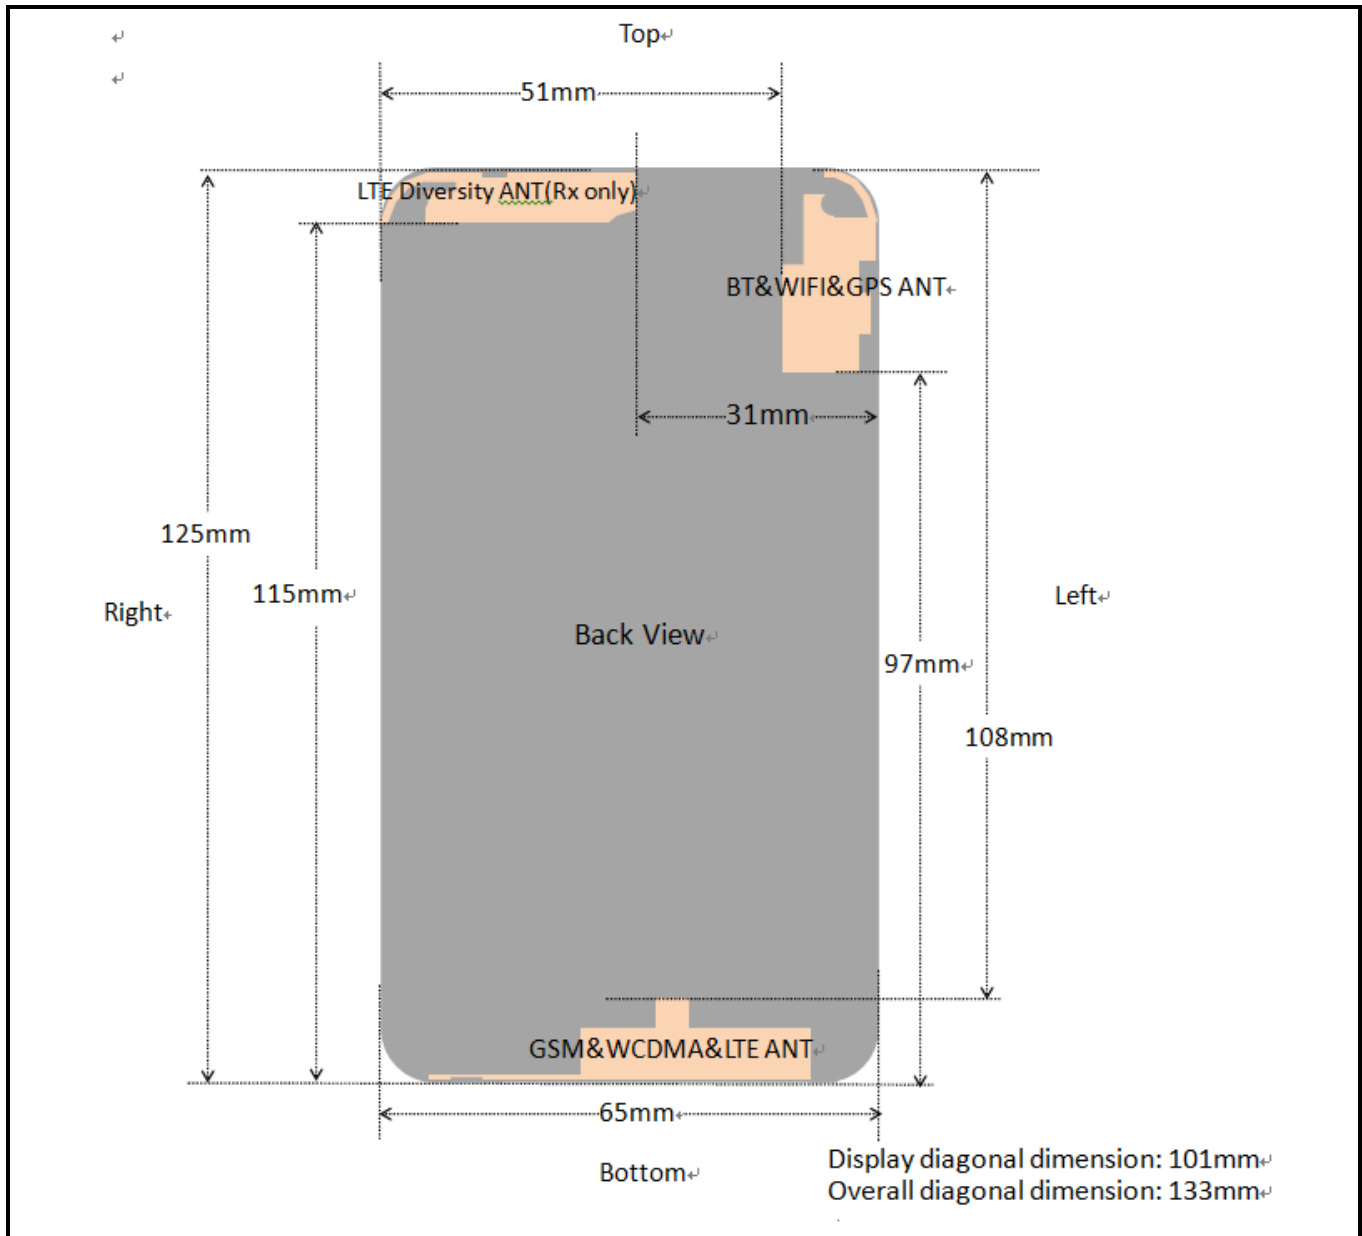 Top
51mm
LTE Diversity ANT(Rx only)
BT&WIFI&GPS ANT
31mm
125mm
115mm
Right
Left
Back View
97mm
108mm
GSM&WCDMA&LTE ANT
65mm
Bottom
Display diagonal dimension: 101mm
Overall diagonal dimension: 133mm